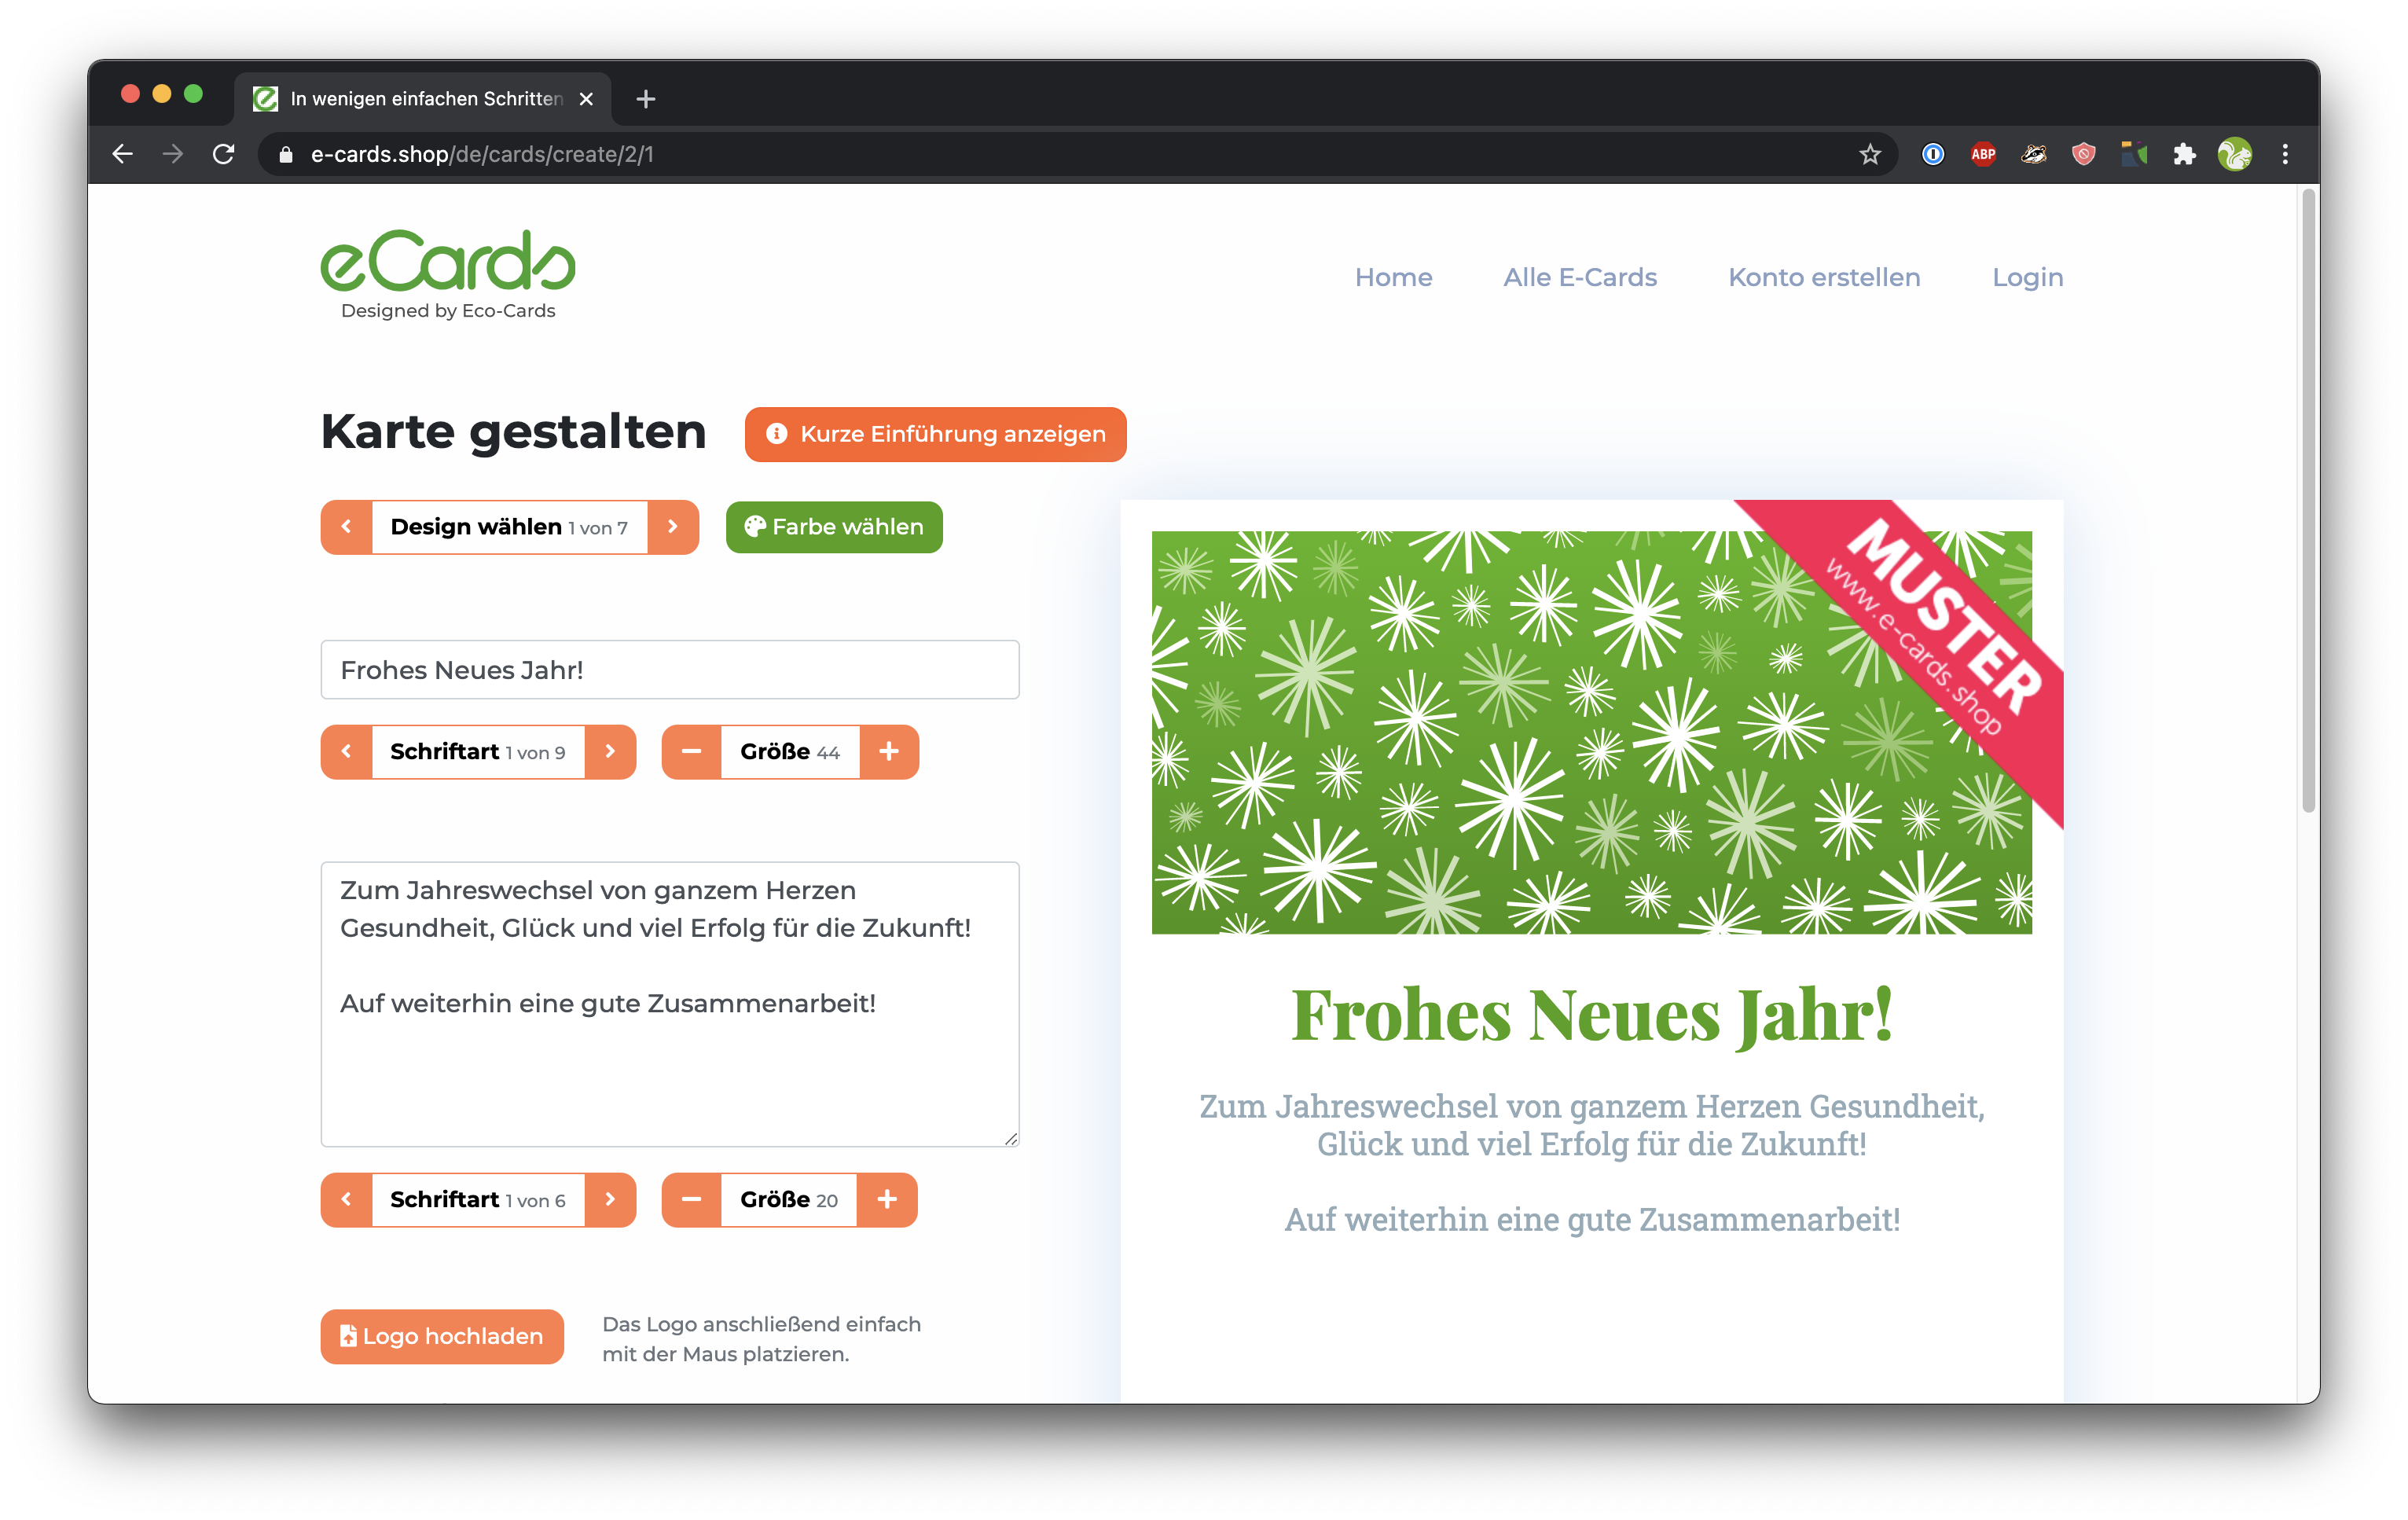 In wenigen einfachen Schritten
e-cards.shop/de/cards/create/2/1
ABP
eCards
Designed by Eco-Cards
Home
Alle E-Cards
Konto erstellen
Login
Karte gestalten
Kurze Einführung anzeigen
Design wählen 1 von 7
Farbe wählen
Frohes Neues Jahr!
Schriftart 1 von 9
Größe 44
Zum Jahreswechsel von ganzem Herzen
Gesundheit, Glück und viel Erfolg für die Zukunft!
Auf weiterhin eine gute Zusammenarbeit!
Schriftart 1 von 6
Größe 20
Logo hochladen
Das Logo anschließend einfach
mit der Maus platzieren.
MUSTER
www.e-cards.shop
Frohes Neues Jahr!
Zum Jahreswechsel von ganzem Herzen Gesundheit,
Glück und viel Erfolg für die Zukunft!
Auf weiterhin eine gute Zusammenarbeit!